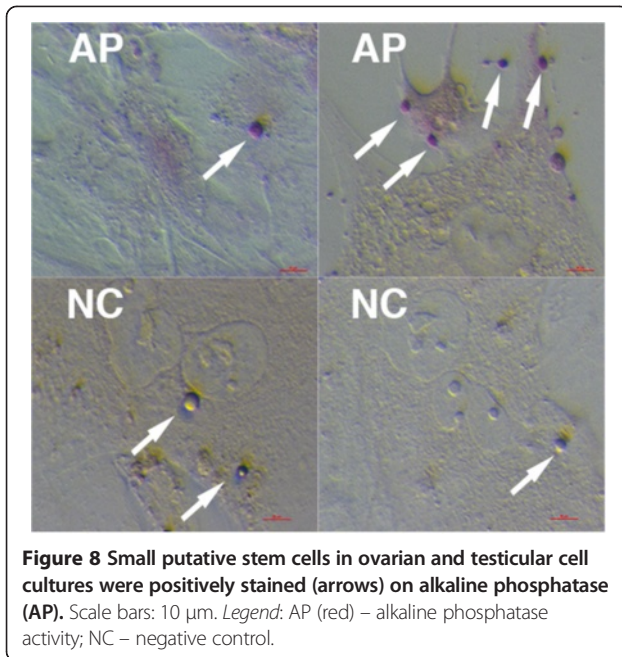 AP AP
NC NC
Figure 8 Small putative stem cells in ovarian and testicular cell
cultures were positively stained (arrows) on alkaline phosphatase
(AP). Scale bars: 10 μm. Legend: AP (red) – alkaline phosphatase
activity; NC – negative control.